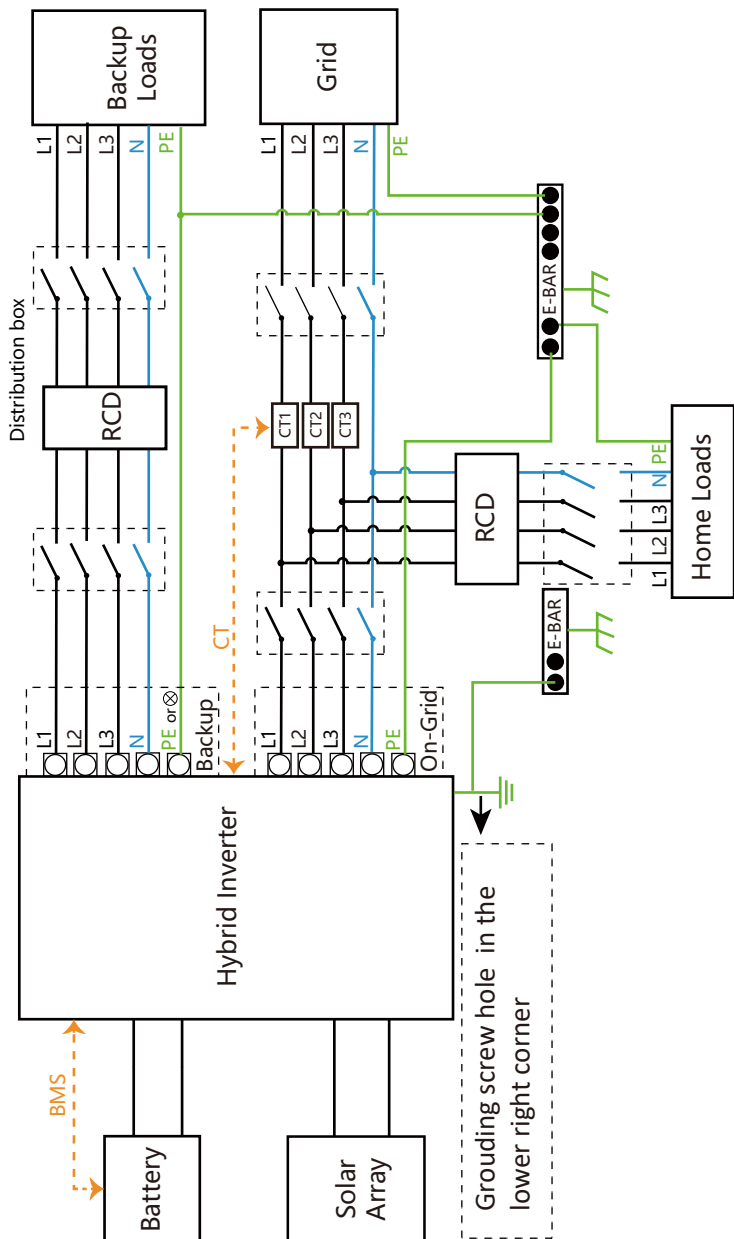 Backup
Loads
L1
L2
L3
N
PE
Grid
L1
L2
L3
N
PE
Distribution box
RCD
E-BAR
CT1
CT2
CT3
CT
RCD
PE
N
L3
L2
L1
Home Loads
E-BAR
L1
L2
L3
N
PE or⊗
Backup
L1
L2
L3
N
PE
On-Grid
Hybrid Inverter
Grouding screw hole in the
lower right corner
BMS
Battery
Solar
Array